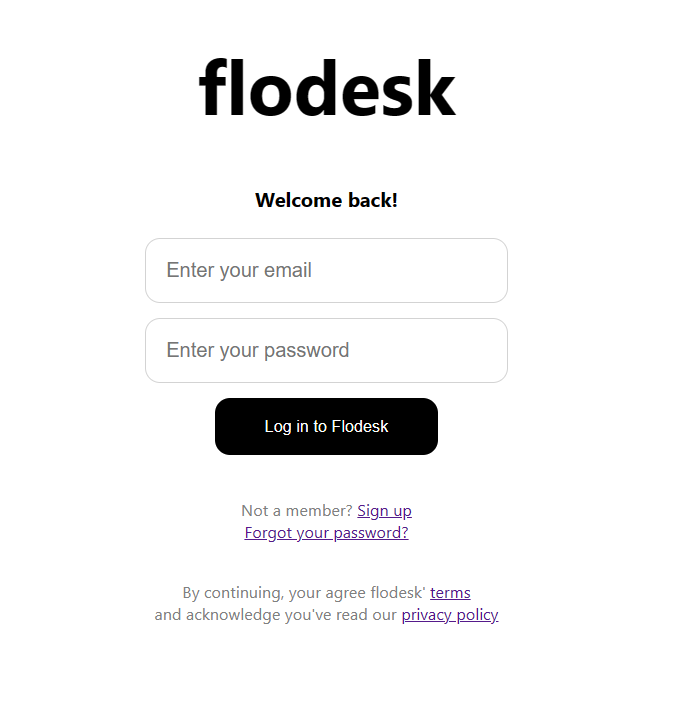 flodesk
Welcome back!
Enter your email
Enter your password
Log in to Flodesk
Not a member? Sign up
Forgot your password?
By continuing, your agree flodesk' terms
and acknowledge you've read our privacy policy